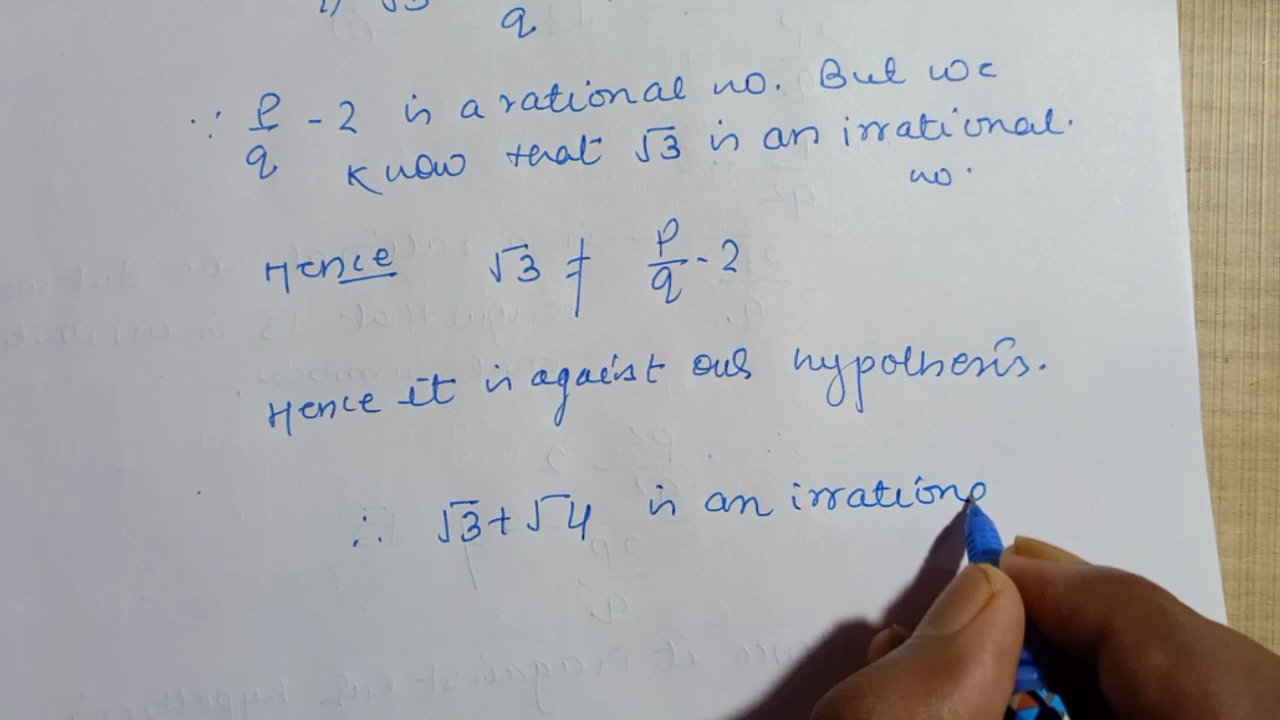 q
∵ p/q - 2 is a rational no. But we
know that √3 is an irrational.
no.
Hence √3 ≠ p/q - 2
Hence it is agaist our hypothesis.
∴ √3 + √4 is an irrationa